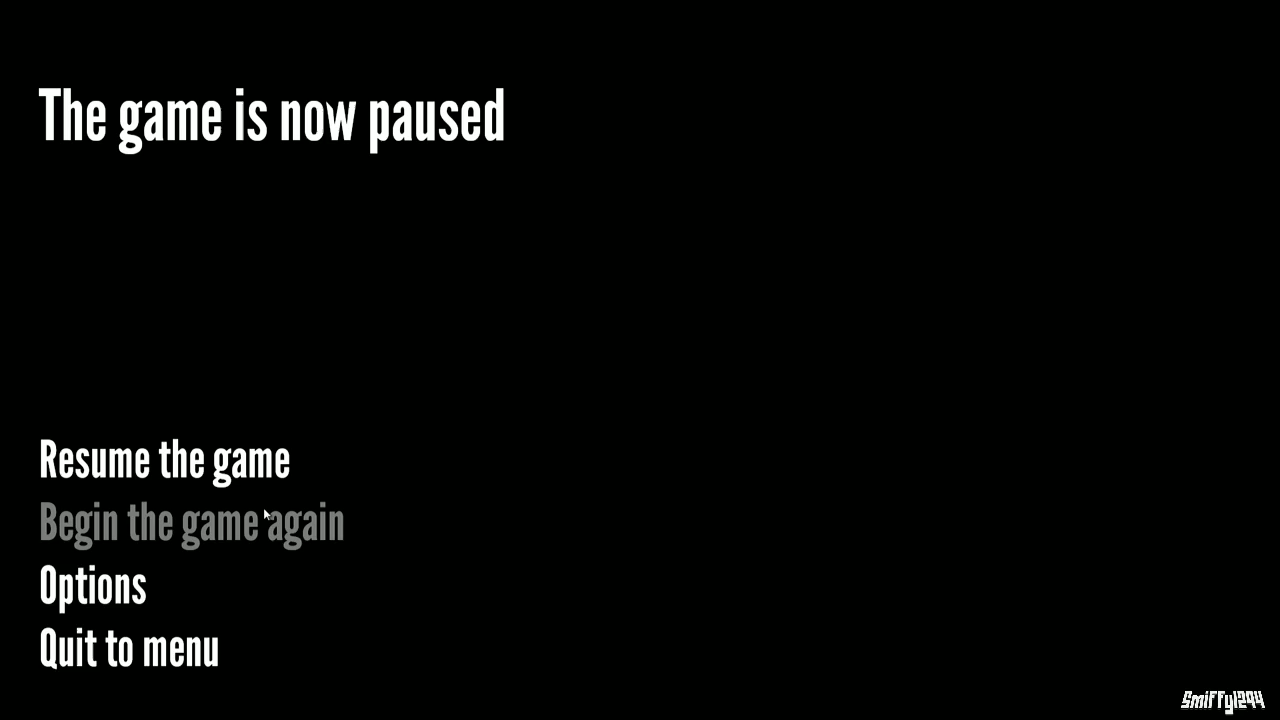 The game is now paused
Resume the game
Begin the game again
Options
Quit to menu
Smiffy1294